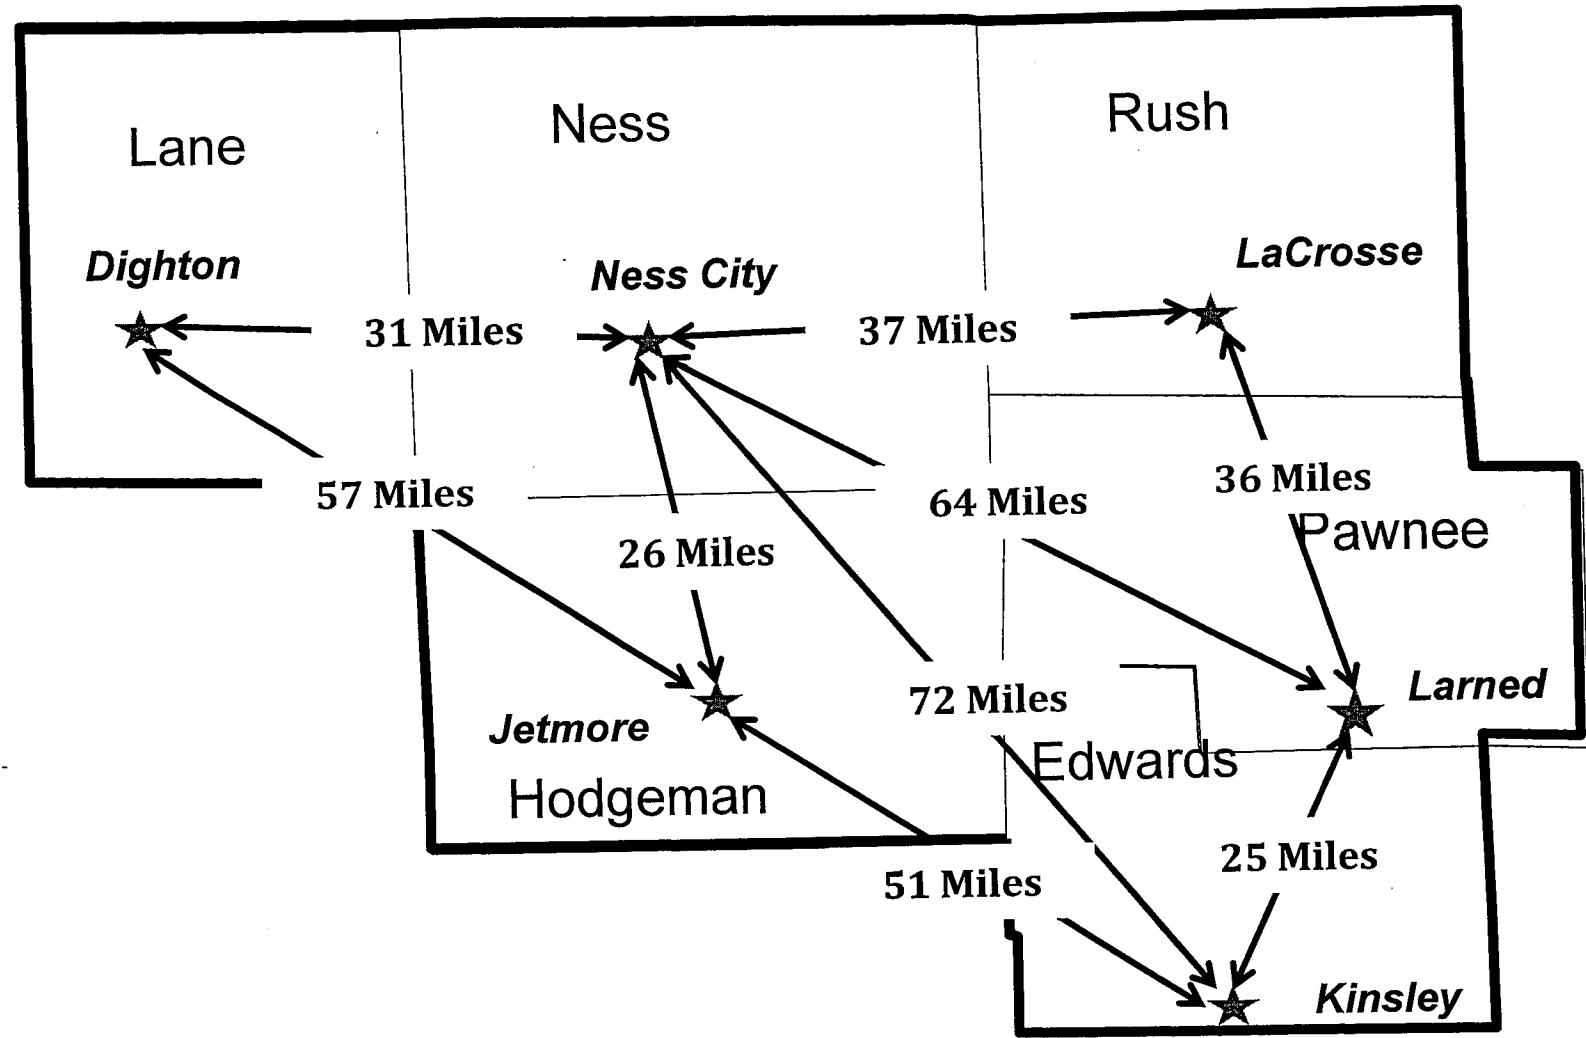 Lane
Ness
Rush
Dighton
Ness City
LaCrosse
31 Miles
37 Miles
57 Miles
64 Miles
36 Miles
Pawnee
26 Miles
Jetmore
72 Miles
Larned
Edwards
Hodgeman
51 Miles
25 Miles
Kinsley